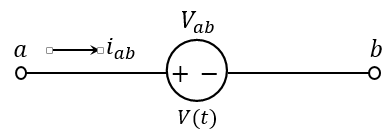 V_ab
a i_ab b
+ −
V(t)